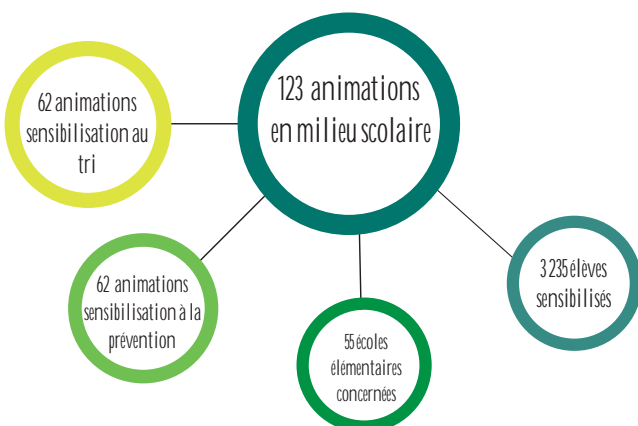 123 animations
en milieu scolaire
62 animations
sensibilisation au
tri
62 animations
sensibilisation à la
prévention
55 écoles
élémentaires
concernées
3 235 élèves
sensibilisés